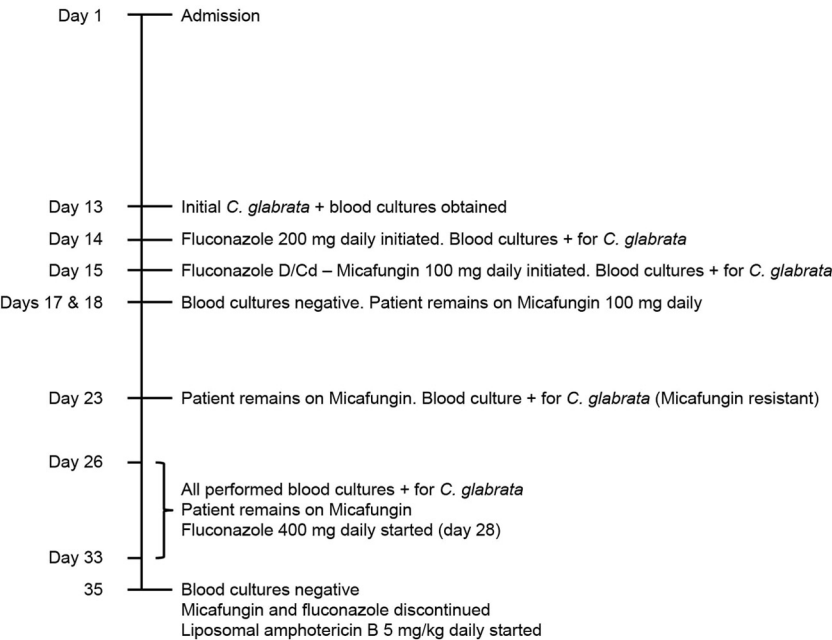 Day 1 Admission
Day 13 Initial C. glabrata + blood cultures obtained
Day 14 Fluconazole 200 mg daily initiated. Blood cultures + for C. glabrata
Day 15 Fluconazole D/Cd – Micafungin 100 mg daily initiated. Blood cultures + for C. glabrata
Days 17 & 18 Blood cultures negative. Patient remains on Micafungin 100 mg daily
Day 23 Patient remains on Micafungin. Blood culture + for C. glabrata (Micafungin resistant)
Day 26
All performed blood cultures + for C. glabrata
Patient remains on Micafungin
Fluconazole 400 mg daily started (day 28)
Day 33
35 Blood cultures negative
Micafungin and fluconazole discontinued
Liposomal amphotericin B 5 mg/kg daily started